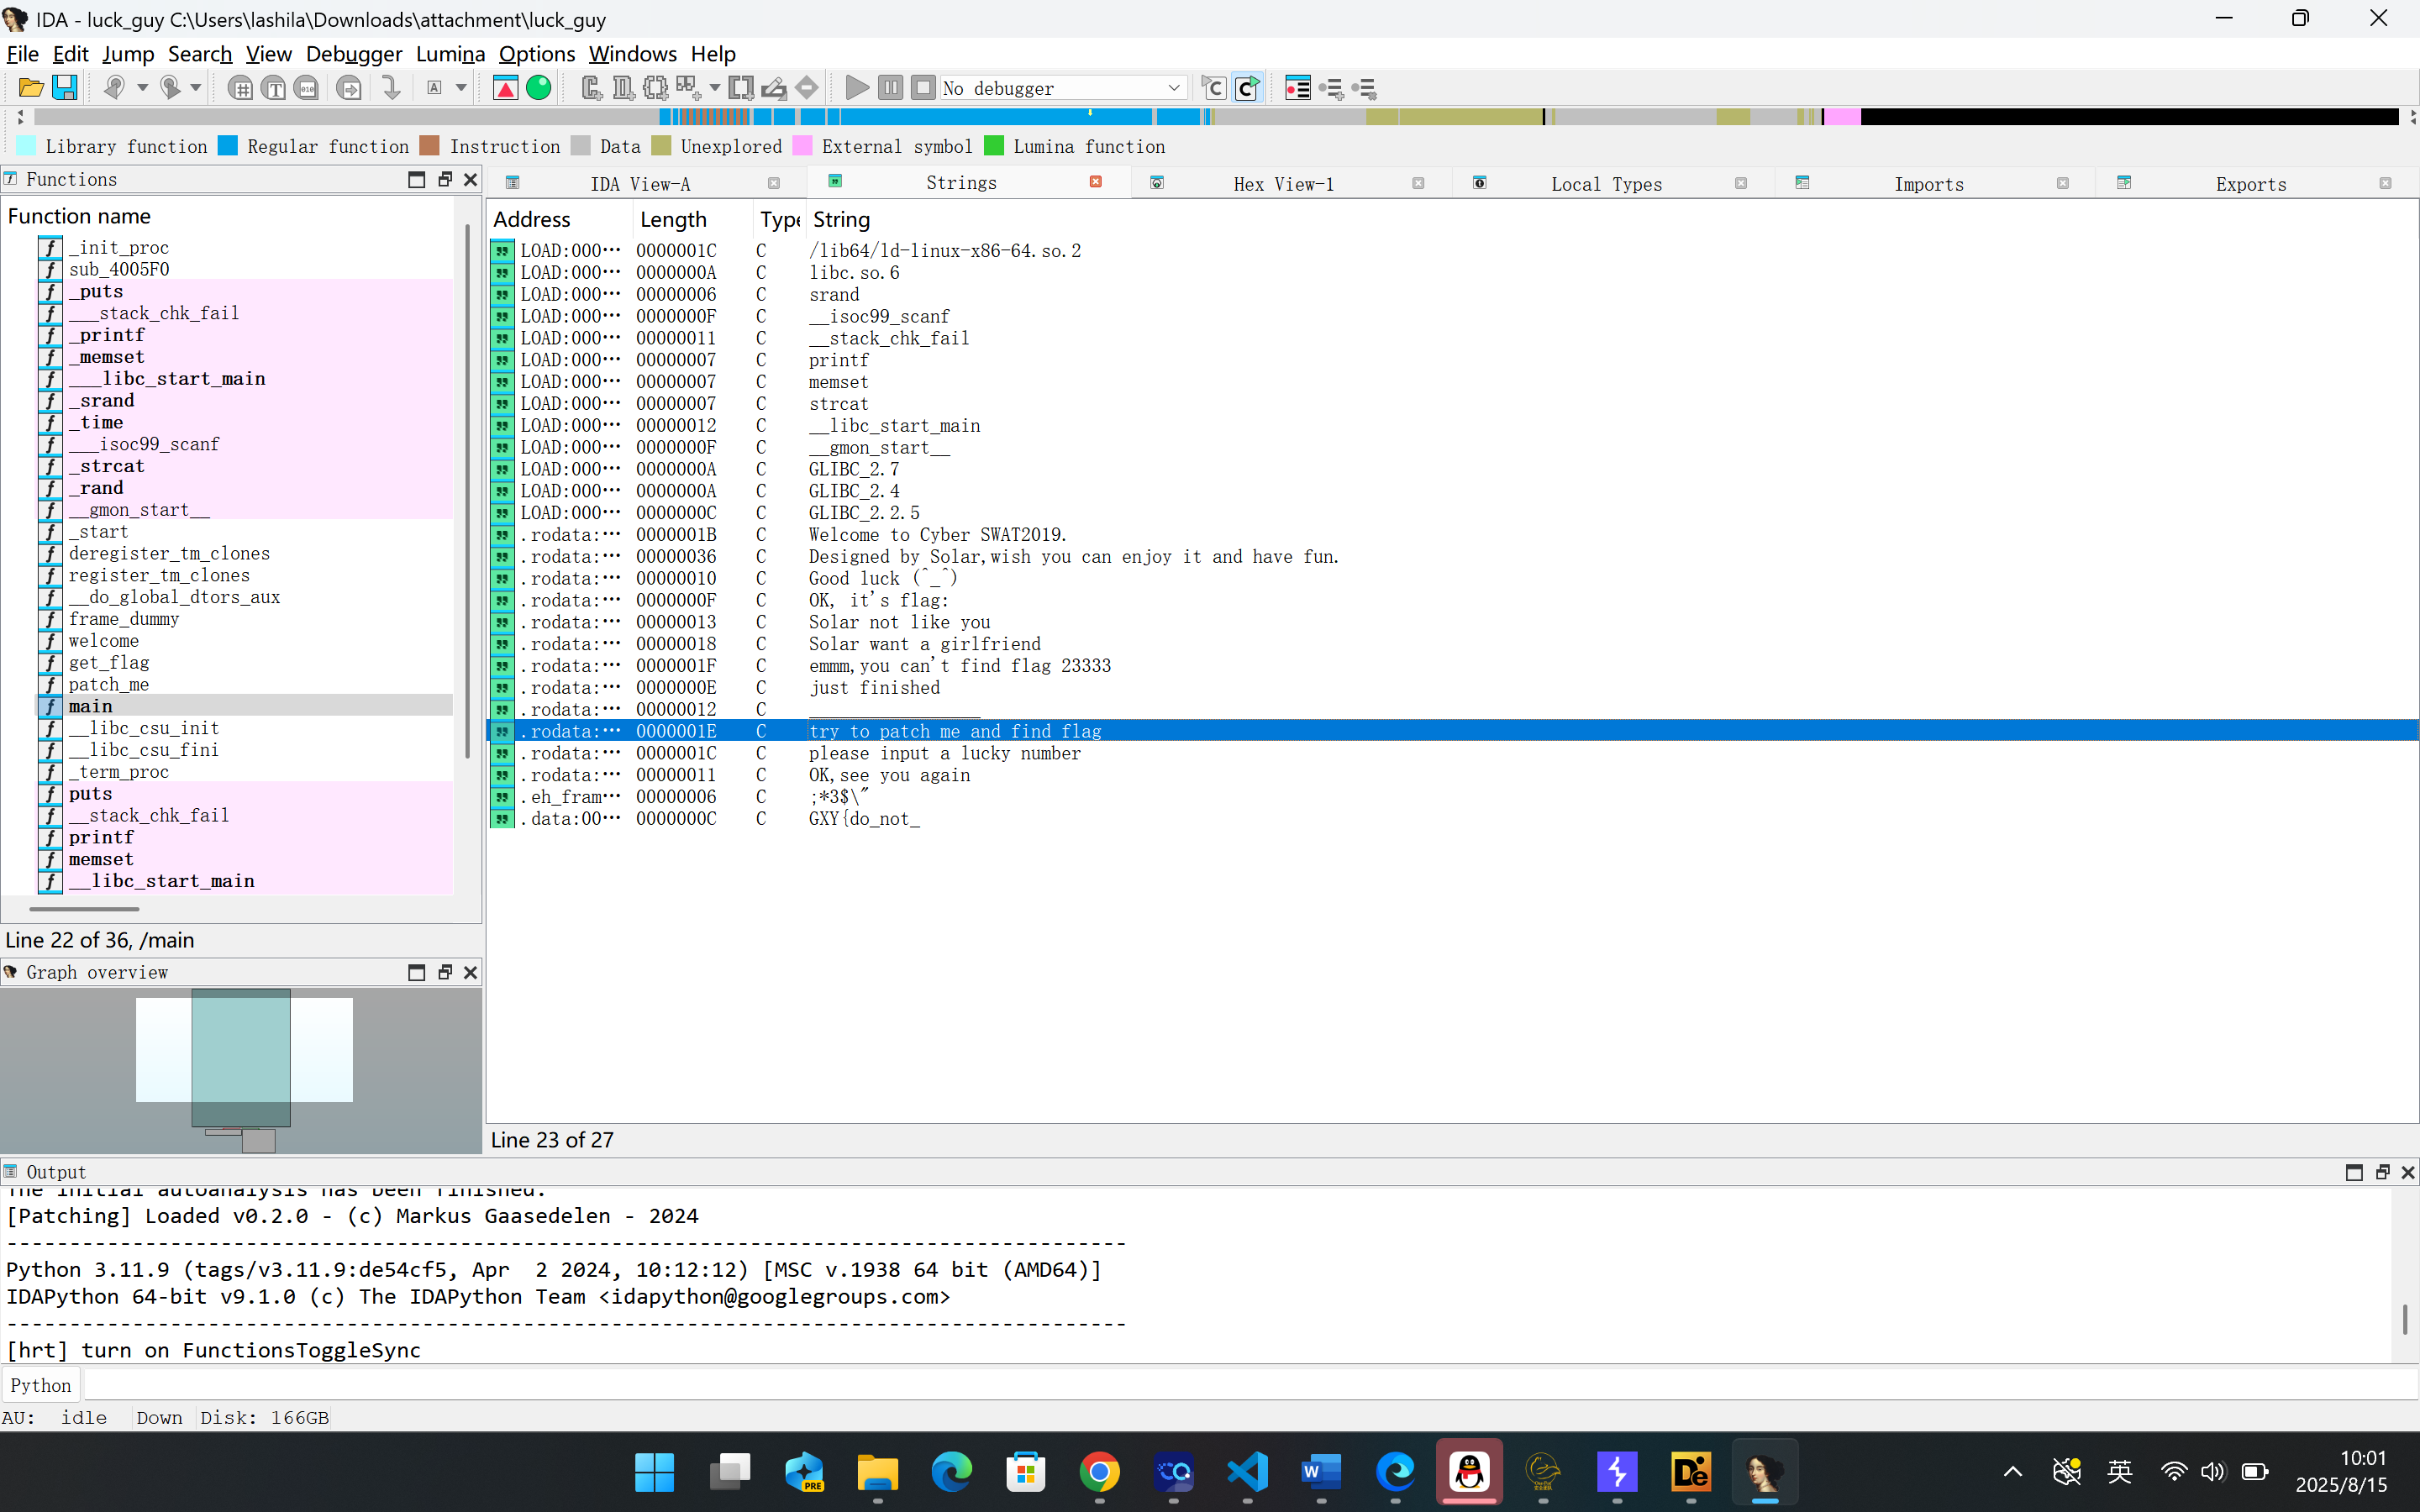 IDA - luck_guy C:\Users\lashila\Downloads\attachment\luck_guy
File Edit Jump Search View Debugger Lumina Options Windows Help
No debugger
Library function Regular function Instruction Data Unexplored External symbol Lumina function
Functions
Function name
_init_proc
sub_4005F0
_puts
___stack_chk_fail
_printf
_memset
___libc_start_main
_srand
_time
___isoc99_scanf
_strcat
_rand
__gmon_start__
_start
deregister_tm_clones
register_tm_clones
__do_global_dtors_aux
frame_dummy
welcome
get_flag
patch_me
main
__libc_csu_init
__libc_csu_fini
_term_proc
puts
__stack_chk_fail
printf
memset
__libc_start_main
Line 22 of 36, /main
Graph overview
IDA View-A Strings Hex View-1 Local Types Imports Exports
Address Length Type String
LOAD:000··· 0000001C C /lib64/ld-linux-x86-64.so.2
LOAD:000··· 0000000A C libc.so.6
LOAD:000··· 00000006 C srand
LOAD:000··· 0000000F C __isoc99_scanf
LOAD:000··· 00000011 C __stack_chk_fail
LOAD:000··· 00000007 C printf
LOAD:000··· 00000007 C memset
LOAD:000··· 00000007 C strcat
LOAD:000··· 00000012 C __libc_start_main
LOAD:000··· 0000000F C __gmon_start__
LOAD:000··· 0000000A C GLIBC_2.7
LOAD:000··· 0000000A C GLIBC_2.4
LOAD:000··· 0000000C C GLIBC_2.2.5
.rodata:··· 0000001B C Welcome to Cyber SWAT2019.
.rodata:··· 00000036 C Designed by Solar,wish you can enjoy it and have fun.
.rodata:··· 00000010 C Good luck (^_^)
.rodata:··· 0000000F C OK, it's flag:
.rodata:··· 00000013 C Solar not like you
.rodata:··· 00000018 C Solar want a girlfriend
.rodata:··· 0000001F C emmm,you can't find flag 23333
.rodata:··· 0000000E C just finished
.rodata:··· 00000012 C _________________
.rodata:··· 0000001E C try to patch me and find flag
.rodata:··· 0000001C C please input a lucky number
.rodata:··· 00000011 C OK,see you again
.eh_fram··· 00000006 C ;*3$\"
.data:00··· 0000000C C GXY{do_not_
Line 23 of 27
Output
The initial autoanalysis has been finished.
[Patching] Loaded v0.2.0 - (c) Markus Gaasedelen - 2024
-----------------------------------------------------------------------------------------
Python 3.11.9 (tags/v3.11.9:de54cf5, Apr  2 2024, 10:12:12) [MSC v.1938 64 bit (AMD64)]
IDAPython 64-bit v9.1.0 (c) The IDAPython Team <idapython@googlegroups.com>
-----------------------------------------------------------------------------------------
[hrt] turn on FunctionsToggleSync
Python
AU: idle Down Disk: 166GB
PRE
英
10:01
2025/8/15